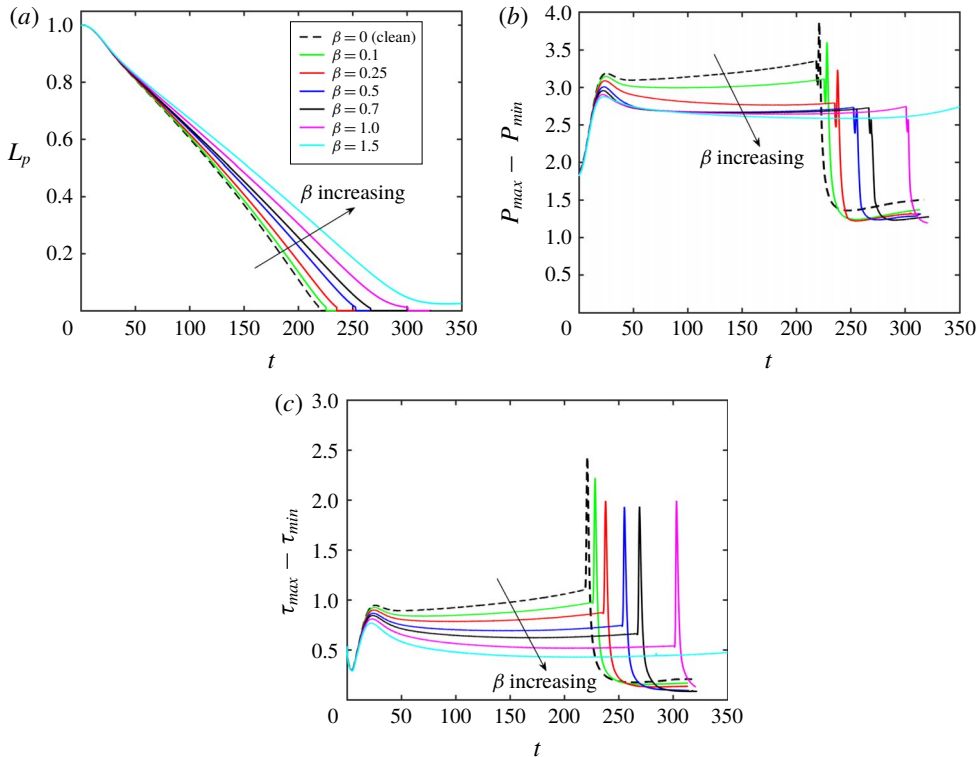 (a)
1.0
0.8
L_p 0.6
0.4
0.2
0 50 100 150 200 250 300 350
t
β = 0 (clean)
β = 0.1
β = 0.25
β = 0.5
β = 0.7
β = 1.0
β = 1.5
β increasing
(b)
4.0
3.5
3.0
2.5
2.0
1.5
1.0
0.5
P_max − P_min
0 50 100 150 200 250 300 350
t
β increasing
(c)
3.0
2.5
2.0
1.5
1.0
0.5
τ_max − τ_min
0 50 100 150 200 250 300 350
t
β increasing